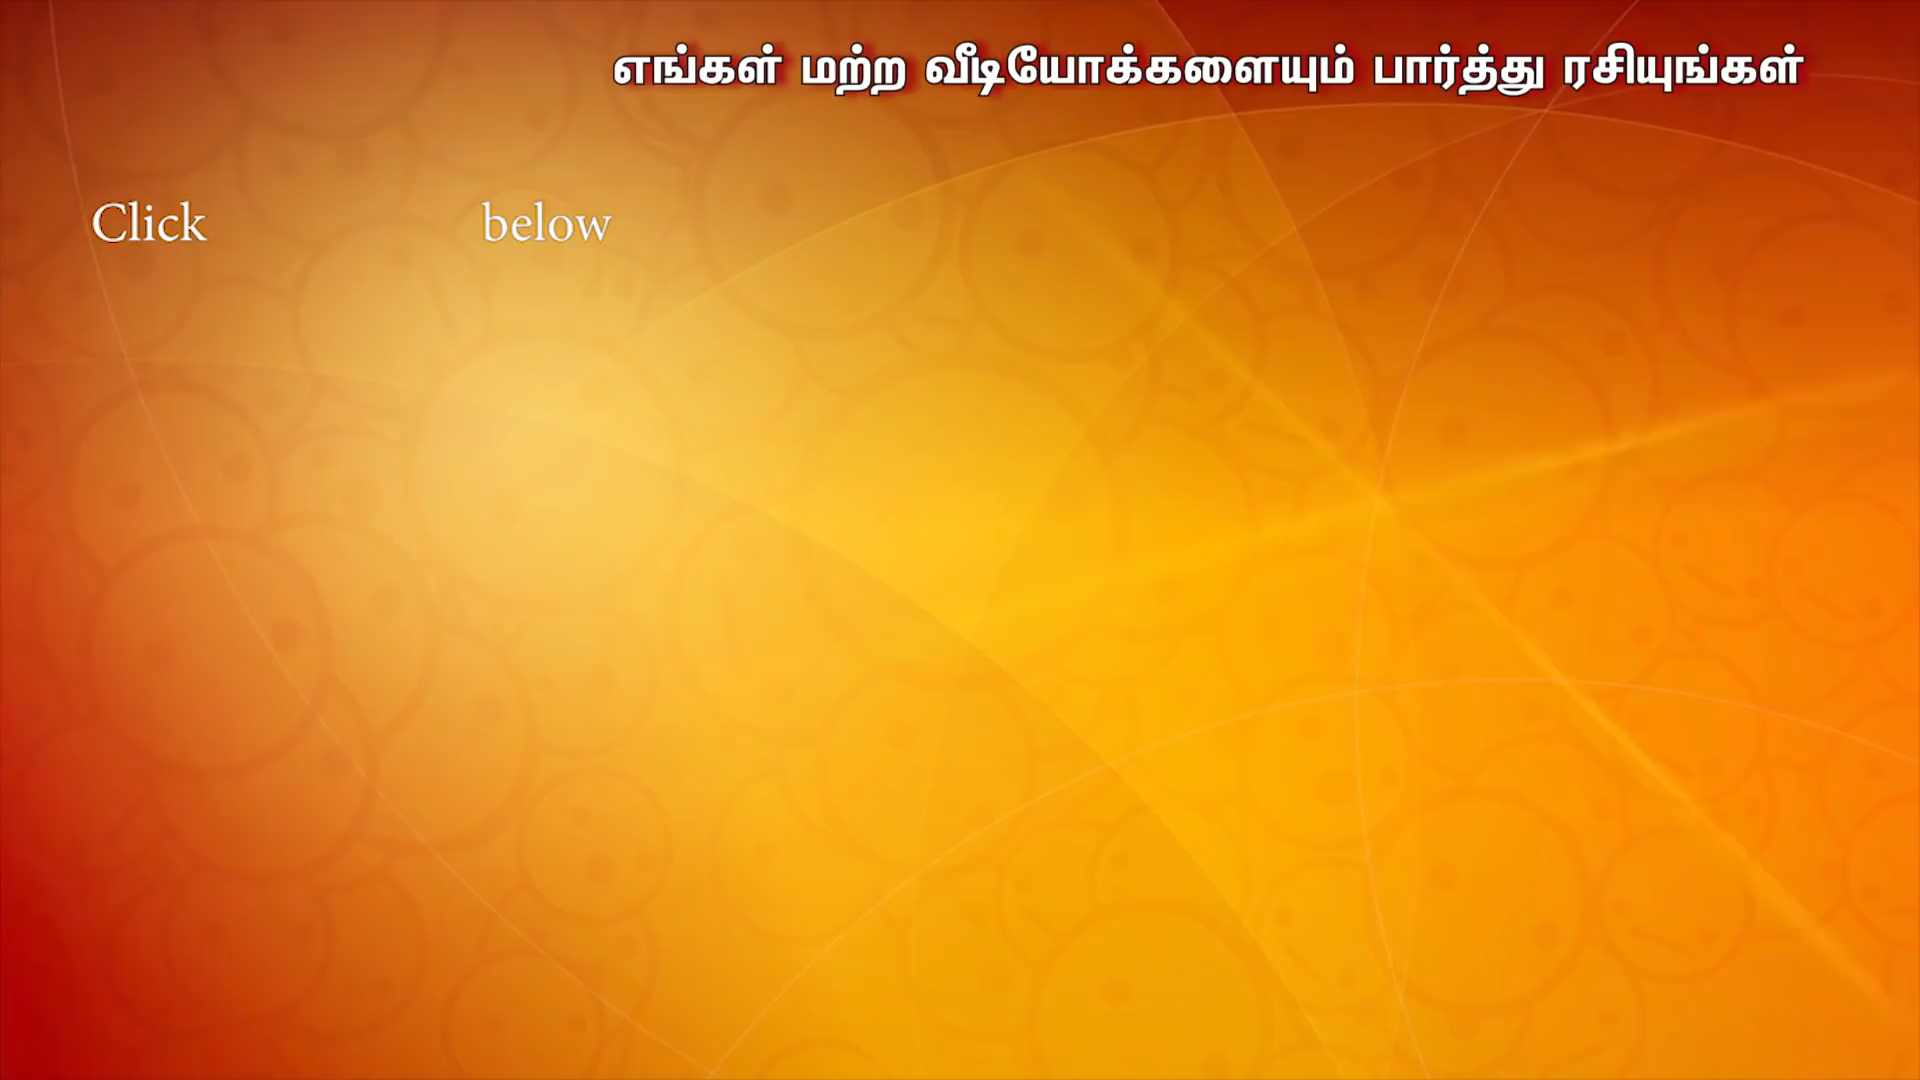 எங்கள் மற்ற வீடியோக்களையும் பார்த்து ரசியுங்கள்
Click below